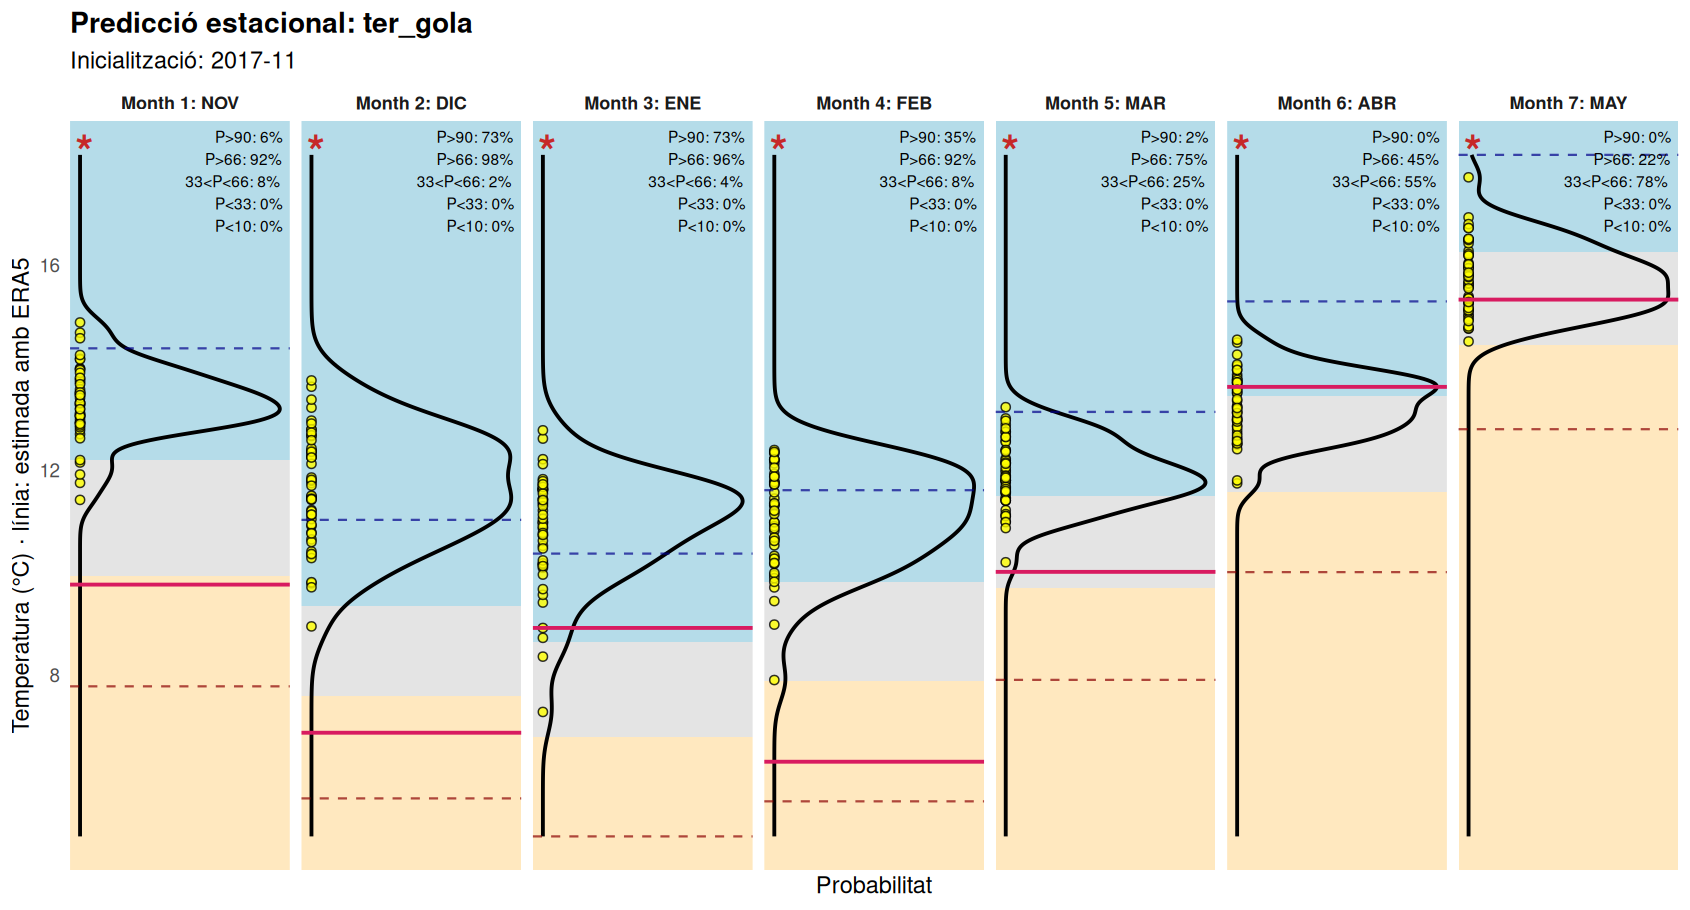 Predicció estacional: ter_gola
Inicialització: 2017-11
Month 1: NOV
Month 2: DIC
Month 3: ENE
Month 4: FEB
Month 5: MAR
Month 6: ABR
Month 7: MAY
*
P>90: 6%
P>66: 92%
33<P<66: 8%
P<33: 0%
P<10: 0%
*
P>90: 73%
P>66: 98%
33<P<66: 2%
P<33: 0%
P<10: 0%
*
P>90: 73%
P>66: 96%
33<P<66: 4%
P<33: 0%
P<10: 0%
*
P>90: 35%
P>66: 92%
33<P<66: 8%
P<33: 0%
P<10: 0%
*
P>90: 2%
P>66: 75%
33<P<66: 25%
P<33: 0%
P<10: 0%
*
P>90: 0%
P>66: 45%
33<P<66: 55%
P<33: 0%
P<10: 0%
*
P>90: 0%
P>66: 22%
33<P<66: 78%
P<33: 0%
P<10: 0%
Temperatura (°C) · línia: estimada amb ERA5
16
12
8
Probabilitat